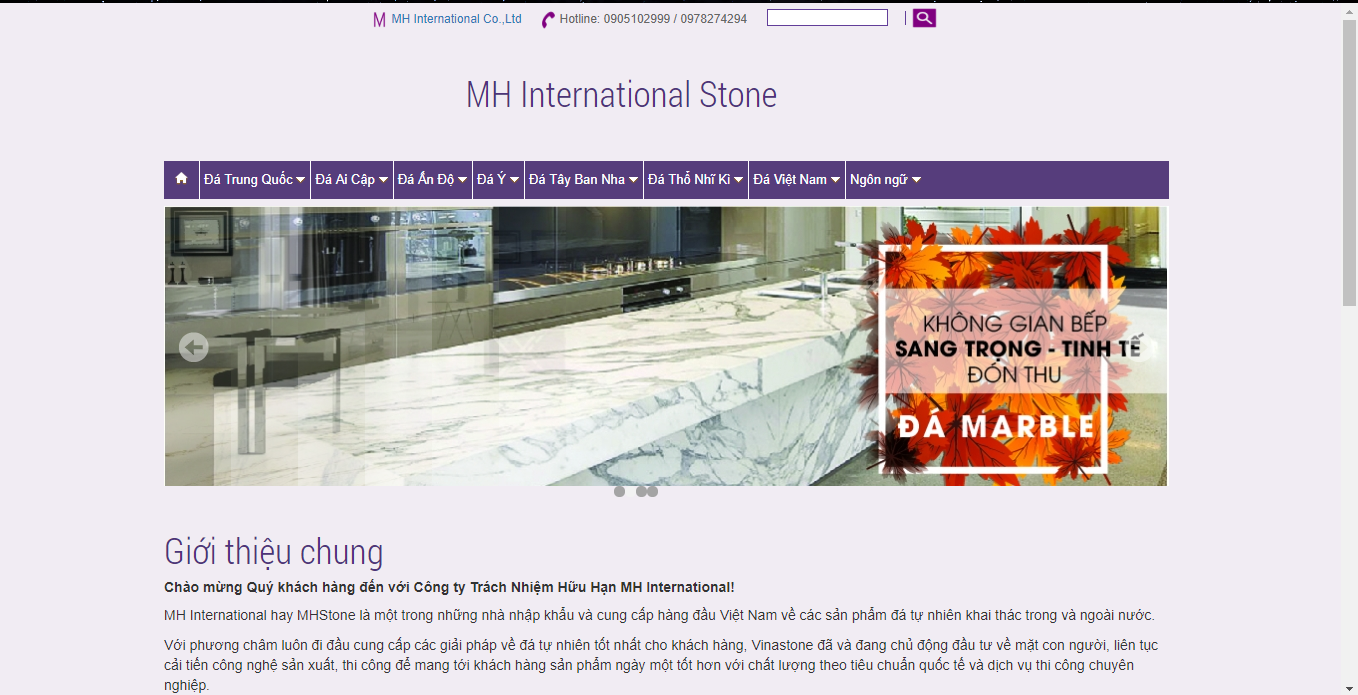 M MH International Co.,Ltd Hotline: 0905102999 / 0978274294
MH International Stone
Đá Trung Quốc Đá Ai Cập Đá Ấn Độ Đá Ý Đá Tây Ban Nha Đá Thổ Nhĩ Kì Đá Việt Nam Ngôn ngữ
KHÔNG GIAN BẾP
SANG TRỌNG - TINH TẾ
ĐÓN THU
ĐÁ MARBLE
Giới thiệu chung
Chào mừng Quý khách hàng đến với Công ty Trách Nhiệm Hữu Hạn MH International!
MH International hay MHStone là một trong những nhà nhập khẩu và cung cấp hàng đầu Việt Nam về các sản phẩm đá tự nhiên khai thác trong và ngoài nước.
Với phương châm luôn đi đầu cung cấp các giải pháp về đá tự nhiên tốt nhất cho khách hàng, Vinastone đã và đang chủ động đầu tư về mặt con người, liên tục
cải tiến công nghệ sản xuất, thi công để mang tới khách hàng sản phẩm ngày một tốt hơn với chất lượng theo tiêu chuẩn quốc tế và dịch vụ thi công chuyên
nghiệp.